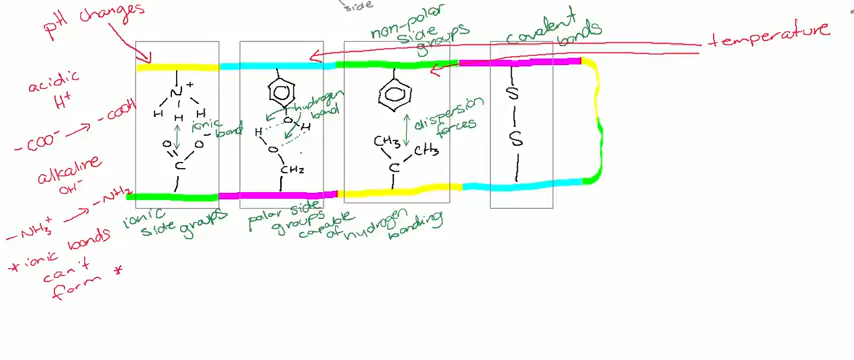 side
pH changes
non-polar
side
groups
covalent
bonds
temperature
acidic
H⁺
-COO⁻ → -COOH
alkaline
OH⁻
-NH₃⁺ → -NH₂
* ionic bonds
can't
form *
N⁺
H H H
ionic
bond
O O⁻
C
hydrogen
bond
O
H H
O
CH₂
dispersion
forces
CH₃ CH₃
C
S
S
ionic
side groups
polar side
groups
capable
of hydrogen
bonding